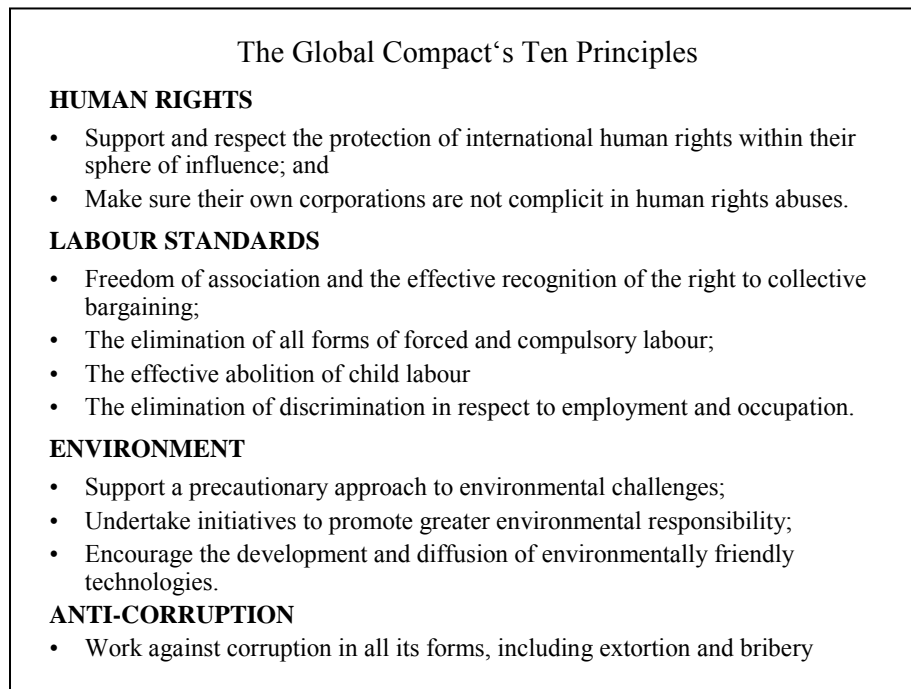 The Global Compact‘s Ten Principles
HUMAN RIGHTS
• Support and respect the protection of international human rights within their
sphere of influence; and
• Make sure their own corporations are not complicit in human rights abuses.
LABOUR STANDARDS
• Freedom of association and the effective recognition of the right to collective
bargaining;
• The elimination of all forms of forced and compulsory labour;
• The effective abolition of child labour
• The elimination of discrimination in respect to employment and occupation.
ENVIRONMENT
• Support a precautionary approach to environmental challenges;
• Undertake initiatives to promote greater environmental responsibility;
• Encourage the development and diffusion of environmentally friendly
technologies.
ANTI-CORRUPTION
• Work against corruption in all its forms, including extortion and bribery